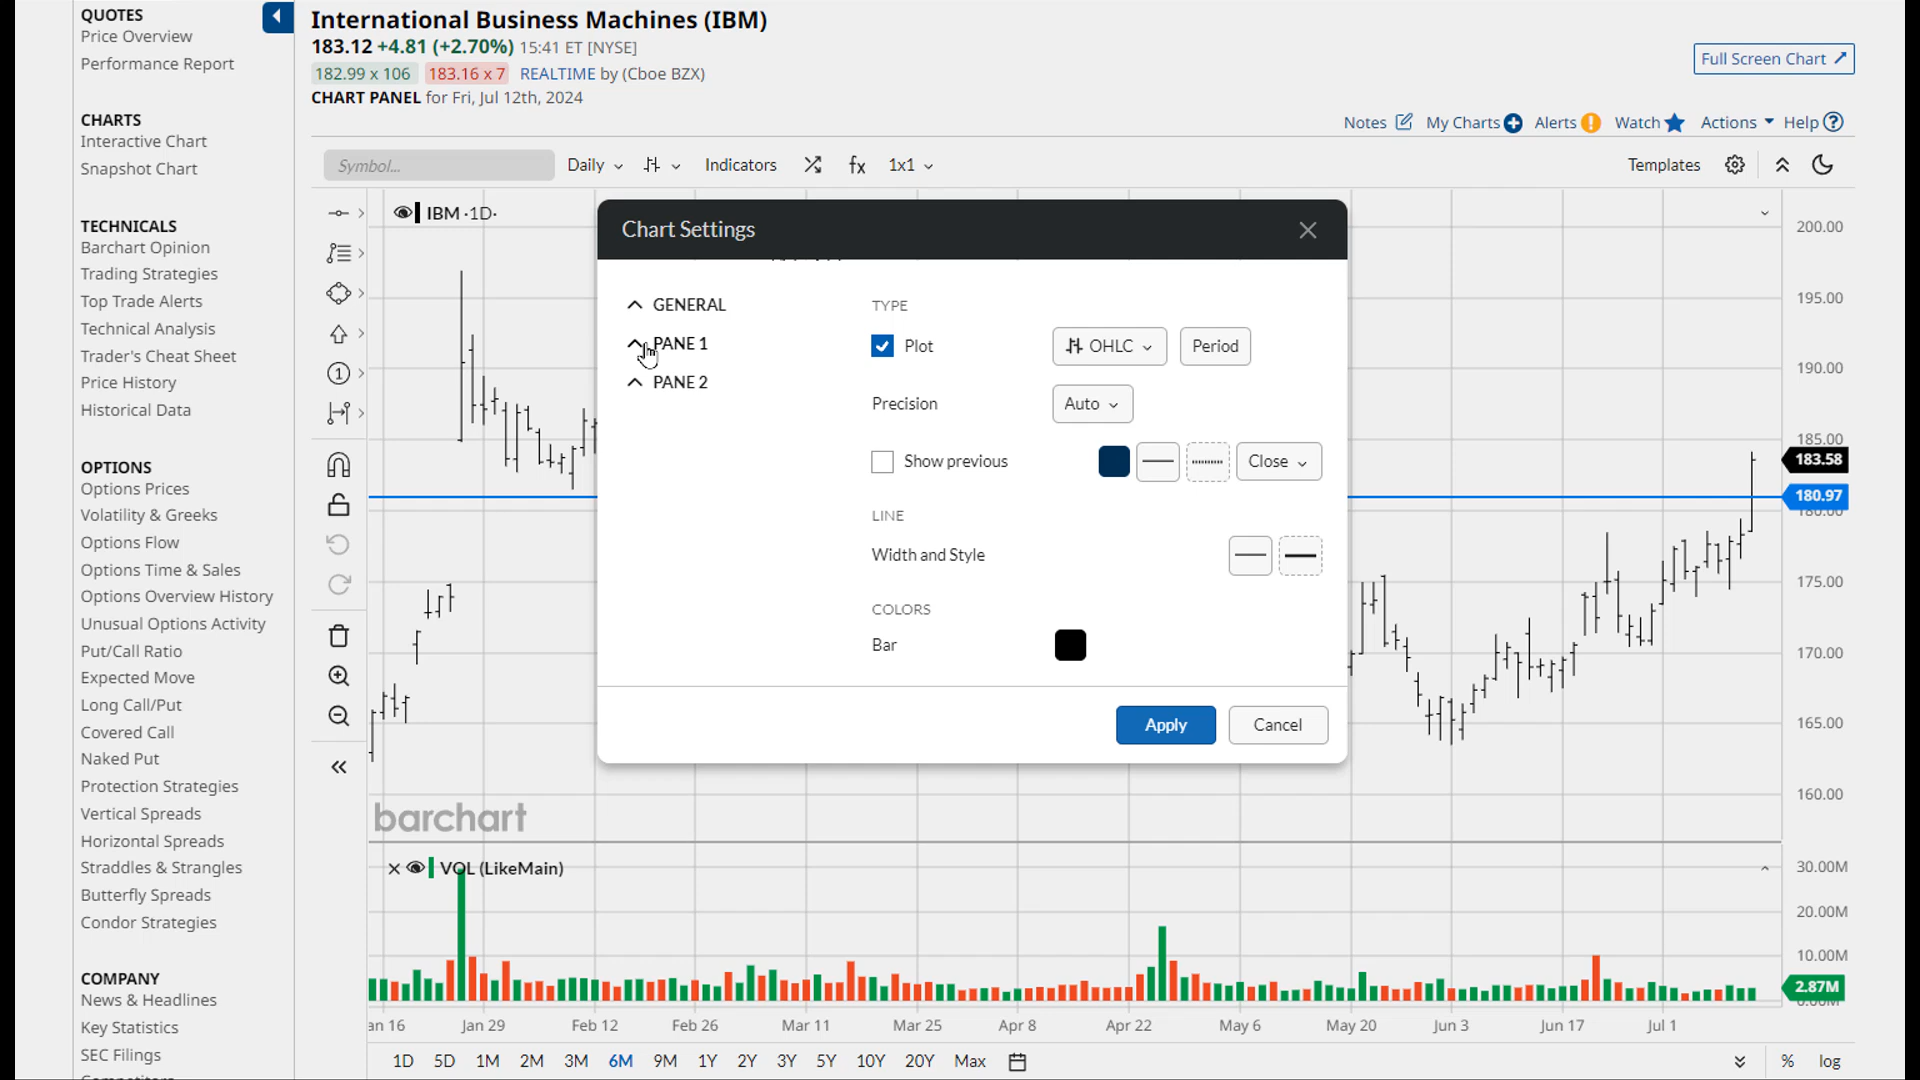 QUOTES
Price Overview
Performance Report
CHARTS
Interactive Chart
Snapshot Chart
TECHNICALS
Barchart Opinion
Trading Strategies
Top Trade Alerts
Technical Analysis
Trader's Cheat Sheet
Price History
Historical Data
OPTIONS
Options Prices
Volatility & Greeks
Options Flow
Options Time & Sales
Options Overview History
Unusual Options Activity
Put/Call Ratio
Expected Move
Long Call/Put
Covered Call
Naked Put
Protection Strategies
Vertical Spreads
Horizontal Spreads
Straddles & Strangles
Butterfly Spreads
Condor Strategies
COMPANY
News & Headlines
Key Statistics
SEC Filings
International Business Machines (IBM)
183.12 +4.81 (+2.70%) 15:41 ET [NYSE]
182.99 x 106 183.16 x 7 REALTIME by (Cboe BZX)
CHART PANEL for Fri, Jul 12th, 2024
Full Screen Chart
Notes My Charts Alerts Watch Actions Help
Symbol... Daily Indicators fx 1x1 Templates
IBM ·1D·
Chart Settings
GENERAL
PANE 1
PANE 2
TYPE
Plot OHLC Period
Precision Auto
Show previous Close
LINE
Width and Style
COLORS
Bar
Apply Cancel
200.00
195.00
190.00
185.00
183.58
180.97
180.00
175.00
170.00
165.00
160.00
barchart
VOL (LikeMain)
30.00M
20.00M
10.00M
2.87M
an 16 Jan 29 Feb 12 Feb 26 Mar 11 Mar 25 Apr 8 Apr 22 May 6 May 20 Jun 3 Jun 17 Jul 1
1D 5D 1M 2M 3M 6M 9M 1Y 2Y 3Y 5Y 10Y 20Y Max % log